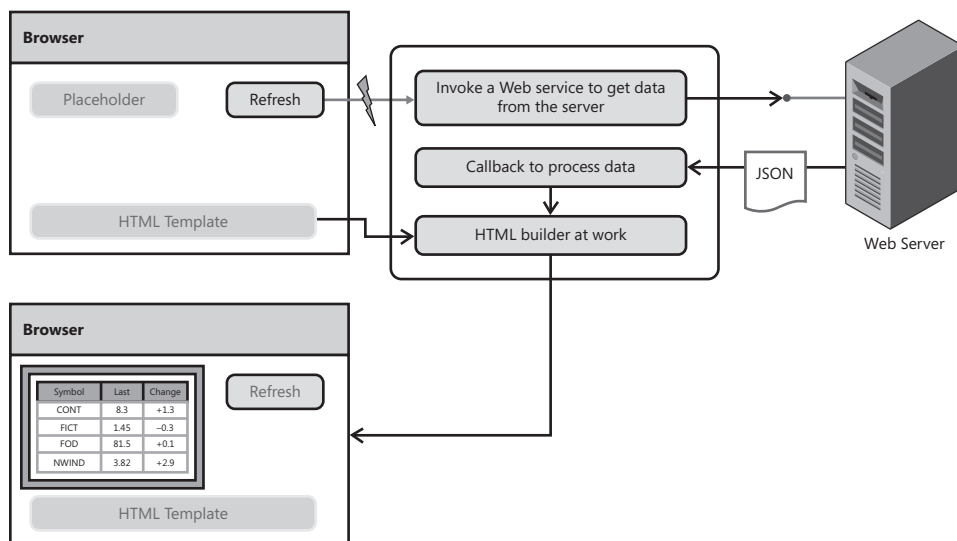 Browser
Placeholder
Refresh
HTML Template
Invoke a Web service to get data
from the server
Callback to process data
HTML builder at work
JSON
Web Server
Browser
Symbol Last Change
CONT 8.3 +1.3
FICT 1.45 –0.3
FOD 81.5 +0.1
NWIND 3.82 +2.9
Refresh
HTML Template